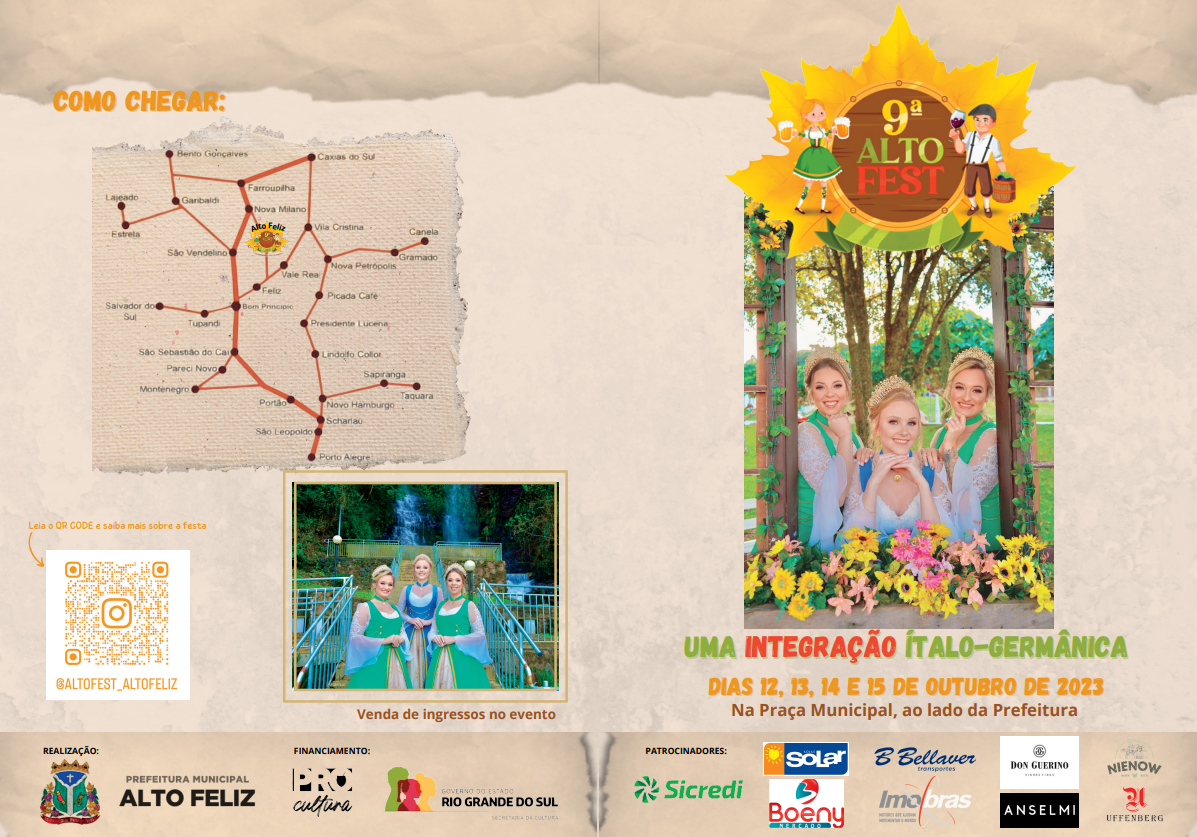 COMO CHEGAR:
Bento Gonçalves
Caxias do Sul
Farroupilha
Lajeado
Garibaldi
Nova Milano
Estrela
Alto Feliz
Vila Cristina
Canela
São Vendelino
Gramado
Vale Real
Nova Petrópolis
Feliz
Picada Café
Salvador do
Sul
Bom Principio
Tupandi
Presidente Lucena
São Sebastião do Cai
Lindolfo Collor
Pareci Novo
Sapiranga
Montenegro
Taquara
Portão
Novo Hamburgo
Scharlau
São Leopoldo
Porto Alegre
Leia o QR CODE e saiba mais sobre a festa
@ALTOFEST_ALTOFELIZ
Venda de ingressos no evento
9ª
ALTO
FEST
UMA INTEGRAÇÃO ÍTALO-GERMÂNICA
DIAS 12, 13, 14 E 15 DE OUTUBRO DE 2023
Na Praça Municipal, ao lado da Prefeitura
REALIZAÇÃO:
PREFEITURA MUNICIPAL
ALTO FELIZ
FINANCIAMENTO:
PRÓ
cultura
GOVERNO DO ESTADO
RIO GRANDE DO SUL
SECRETARIA DA CULTURA
PATROCINADORES:
Sicredi
SOLAR
Boeny
MERCADO
B Bellaver
transportes
Imobras
DON GUERINO
ANSELMI
NIENOW
UFFENBERG